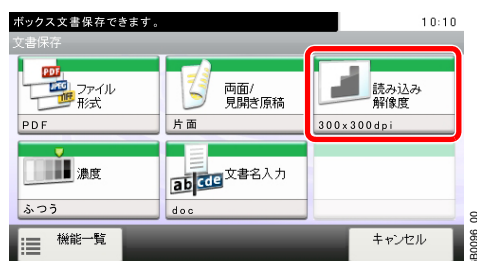 ボックス文書保存できます。
10:10
文書保存
PDF
JPEG
TIFF
ファイル
形式
PDF
両面/
見開き原稿
片面
読み込み
解像度
300x300dpi
濃度
ふつう
ab cde
文書名入力
doc
機能一覧
キャンセル
B0096_00